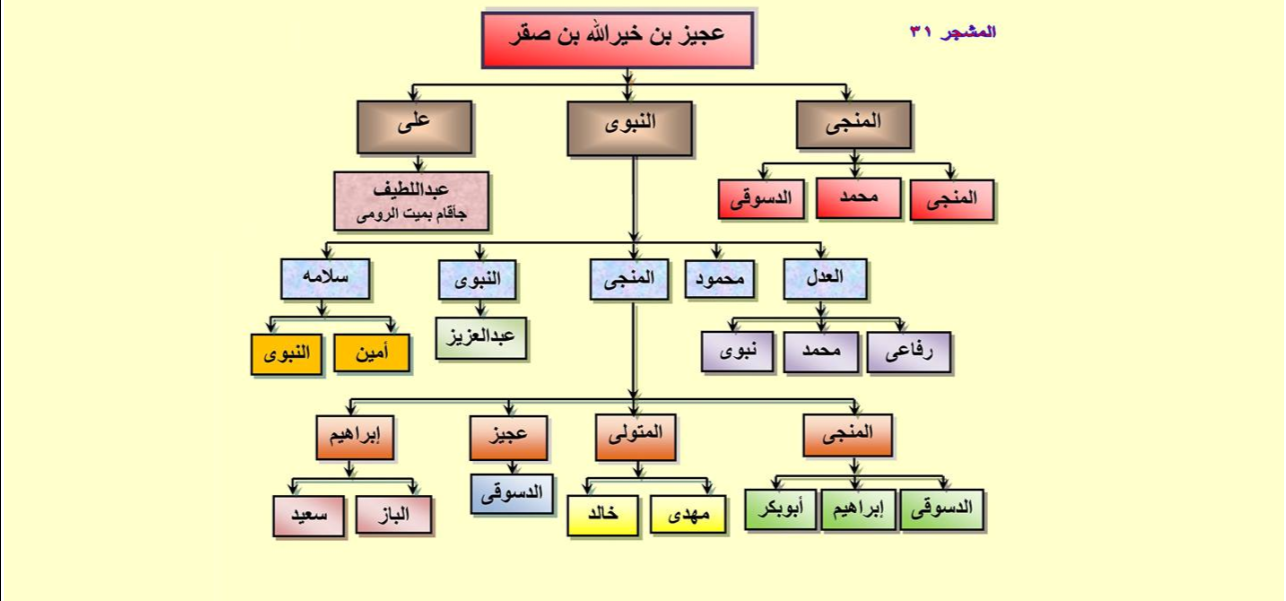 المشجر ٣١
عجيز بن خيرالله بن صقر
المنجى
النبوى
على
المنجى
محمد
الدسوقى
عبداللطيف
جأقام بميت الرومى
العدل
محمود
المنجى
النبوى
سلامه
رفاعى
محمد
نبوى
عبدالعزيز
أمين
النبوى
المنجى
المتولى
عجيز
إبراهيم
الدسوقى
إبراهيم
أبوبكر
مهدى
خالد
الدسوقى
الباز
سعيد